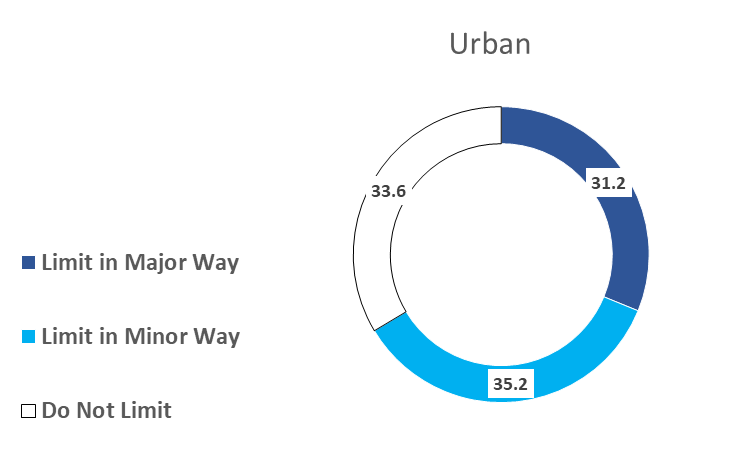 Urban
31.2
33.6
Limit in Major Way
Limit in Minor Way
35.2
Do Not Limit